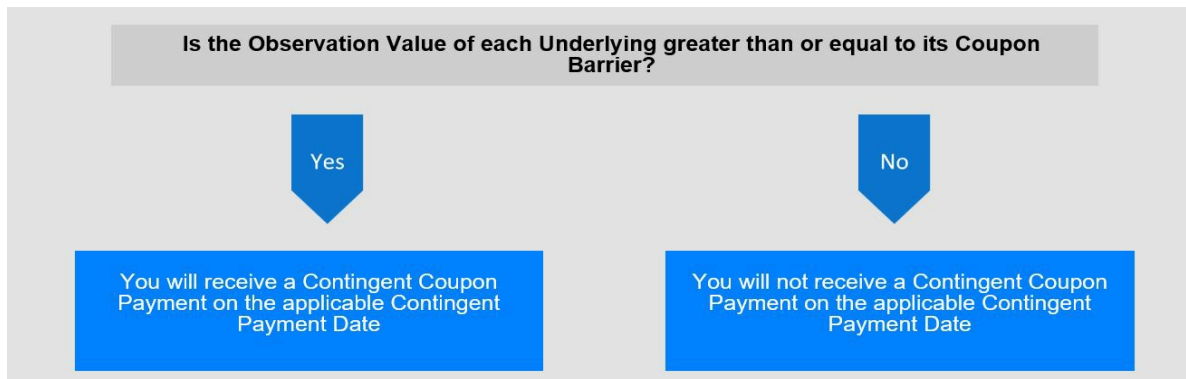 Is the Observation Value of each Underlying greater than or equal to its Coupon
Barrier?
Yes
No
You will receive a Contingent Coupon
Payment on the applicable Contingent
Payment Date
You will not receive a Contingent Coupon
Payment on the applicable Contingent
Payment Date